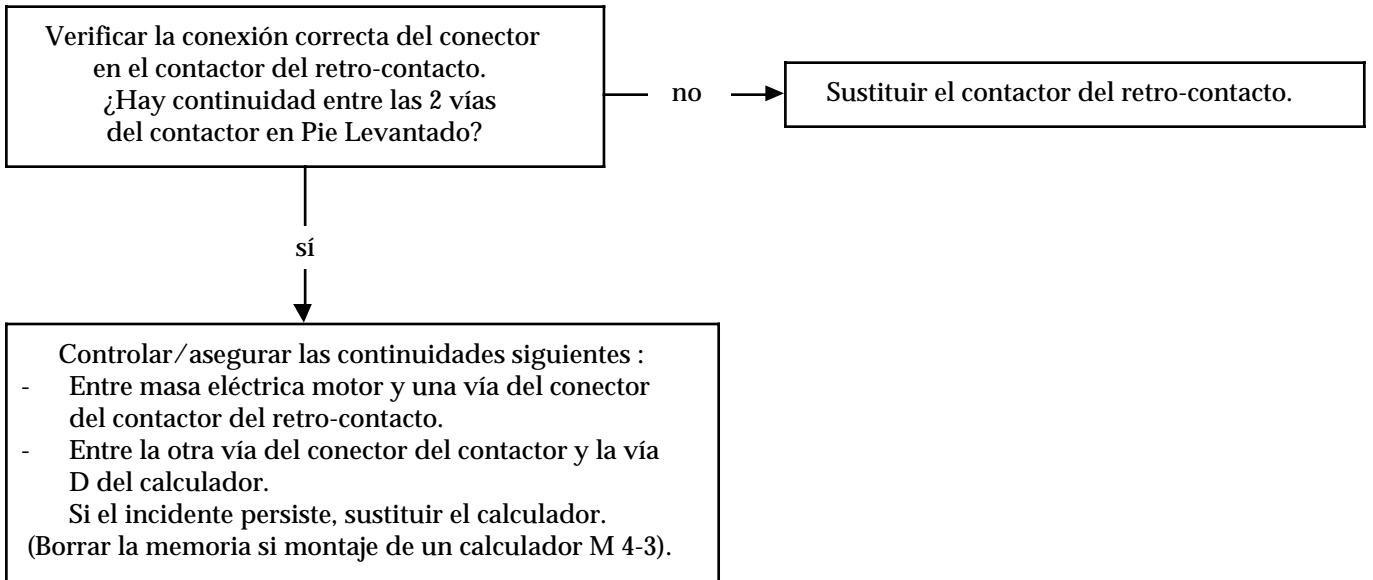 Verificar la conexión correcta del conector
en el contactor del retro-contacto.
¿Hay continuidad entre las 2 vías
del contactor en Pie Levantado?
no
Sustituir el contactor del retro-contacto.
sí
Controlar/asegurar las continuidades siguientes :
- Entre masa eléctrica motor y una vía del conector
del contactor del retro-contacto.
- Entre la otra vía del conector del contactor y la vía
D del calculador.
Si el incidente persiste, sustituir el calculador.
(Borrar la memoria si montaje de un calculador M 4-3).